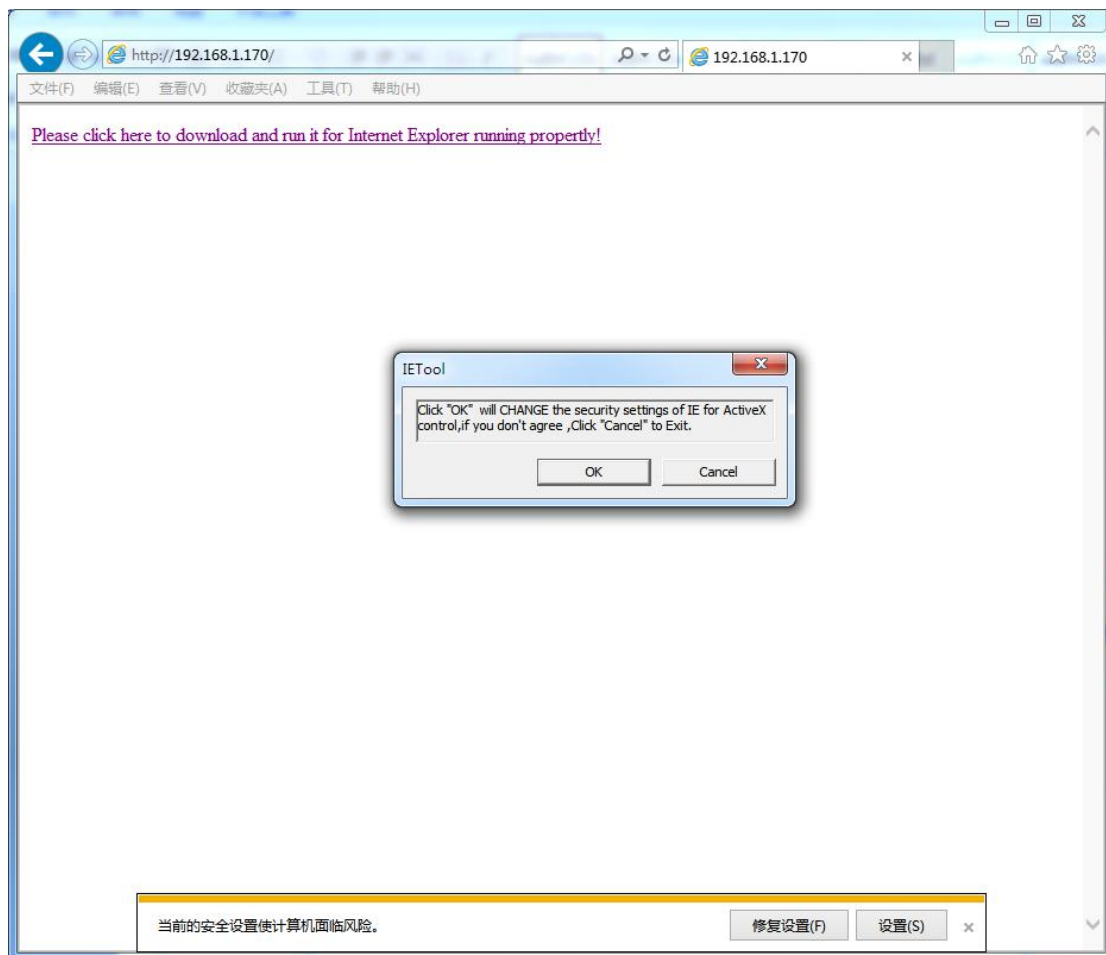 http://192.168.1.170/
192.168.1.170
文件(F) 编辑(E) 查看(V) 收藏夹(A) 工具(T) 帮助(H)
Please click here to download and run it for Internet Explorer running propertly!
IETool
Click "OK" will CHANGE the security settings of IE for ActiveX
control,if you don't agree ,Click "Cancel" to Exit.
OK Cancel
当前的安全设置使计算机面临风险。 修复设置(F) 设置(S)